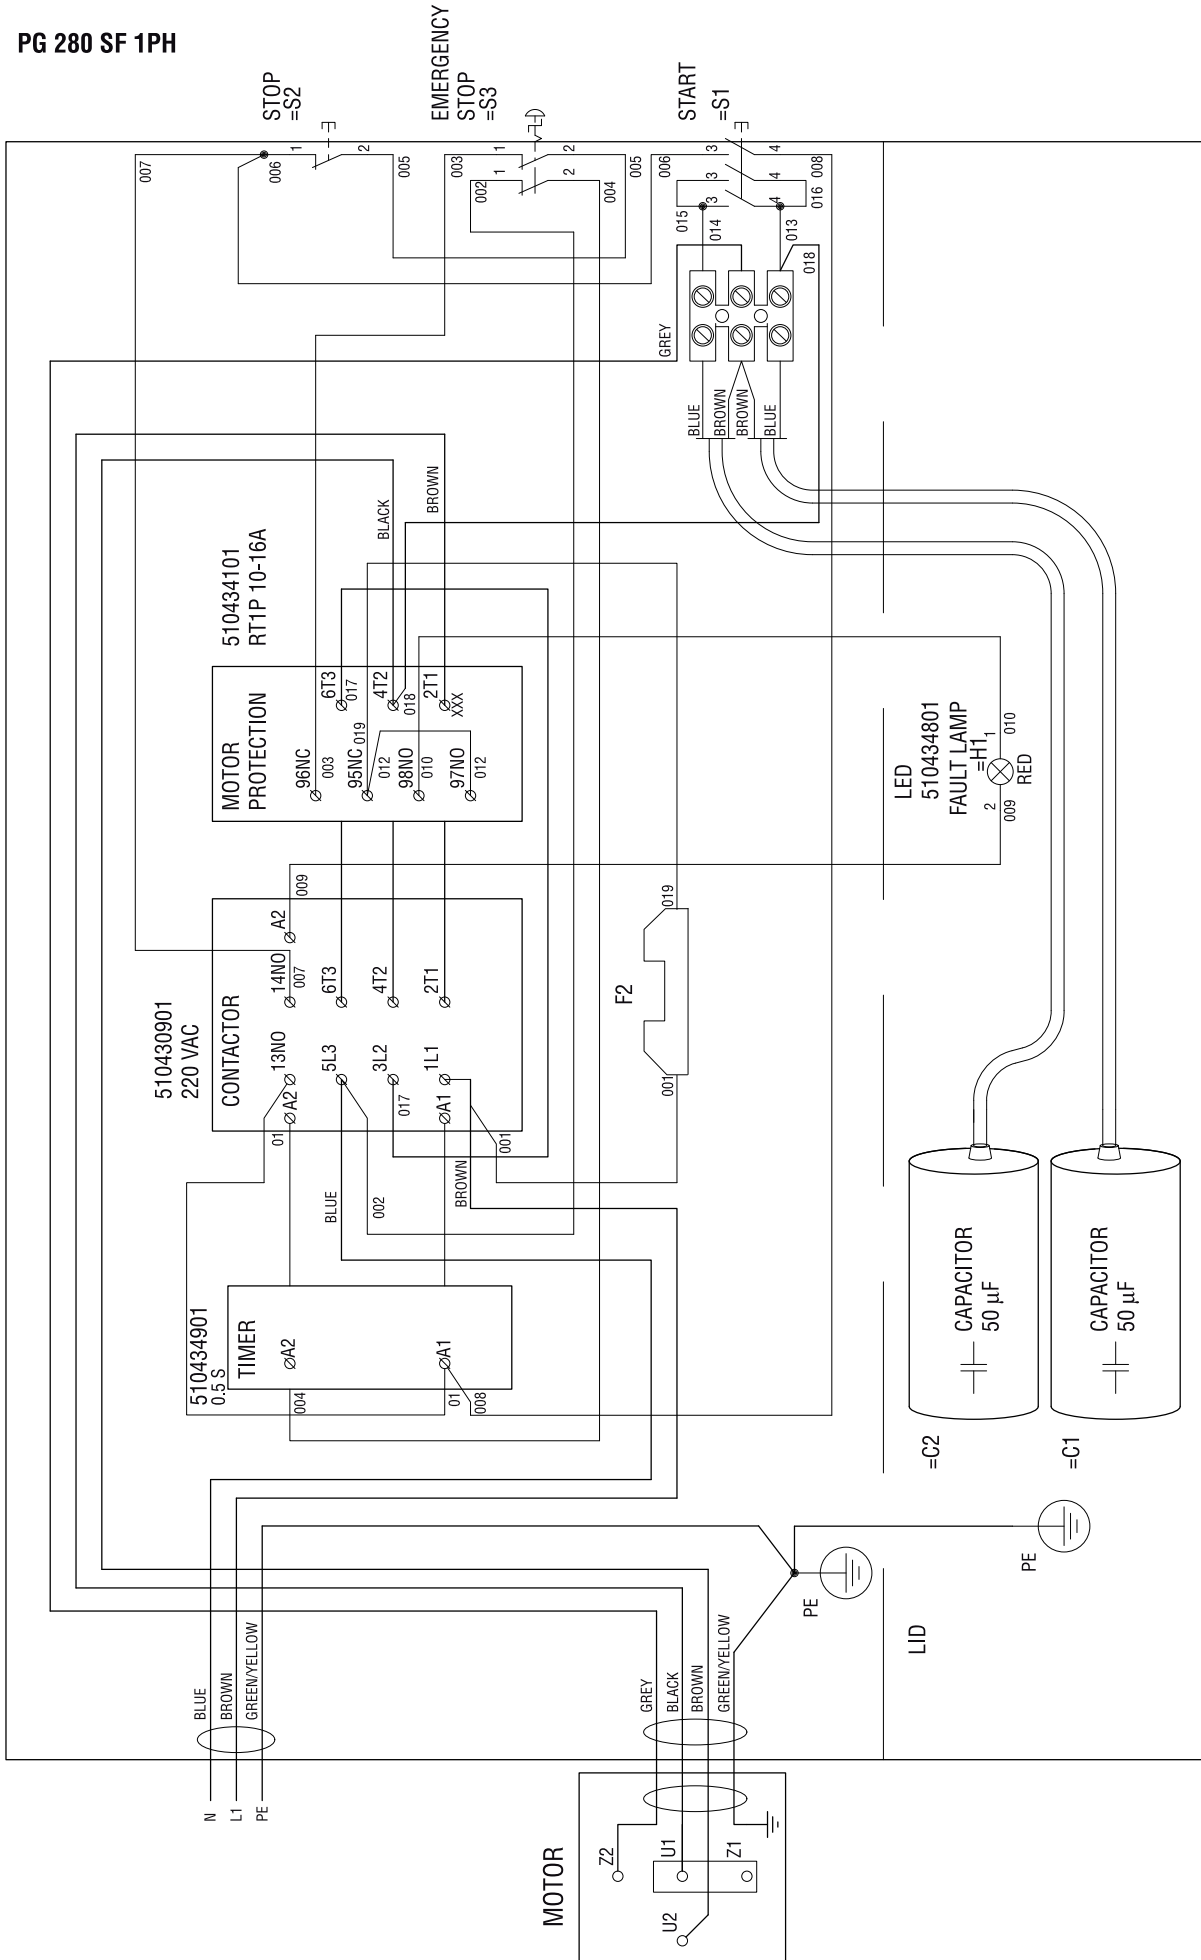 PG 280 SF 1PH
STOP
=S2
EMERGENCY
STOP
=S3
START
=S1
007
006
1
2
005
003
002
1
1
2
2
005
004
006
3
3
3
4
4
4
008
016
015
014
013
018
GREY
BLUE
BROWN
BROWN
BLUE
BLACK
BROWN
510434101
RT1P 10-16A
MOTOR
PROTECTION
96NC
003
95NC
019
012
98NO
010
97NO
012
6T3
017
4T2
018
2T1
XXX
LED
510434801
FAULT LAMP
=H1
1
010
2
009
RED
510430901
220 VAC
CONTACTOR
009
A2
14NO
007
6T3
4T2
2T1
13NO
A2
01
5L3
3L2
017
1L1
A1
001
F2
019
001
BLUE
002
BROWN
510434901
0.5 S
TIMER
A2
A1
004
01
008
CAPACITOR
50 µF
=C2
CAPACITOR
50 µF
=C1
PE
PE
LID
BLUE
BROWN
GREEN/YELLOW
N
L1
PE
GREY
BLACK
BROWN
GREEN/YELLOW
MOTOR
Z2
U1
Z1
U2